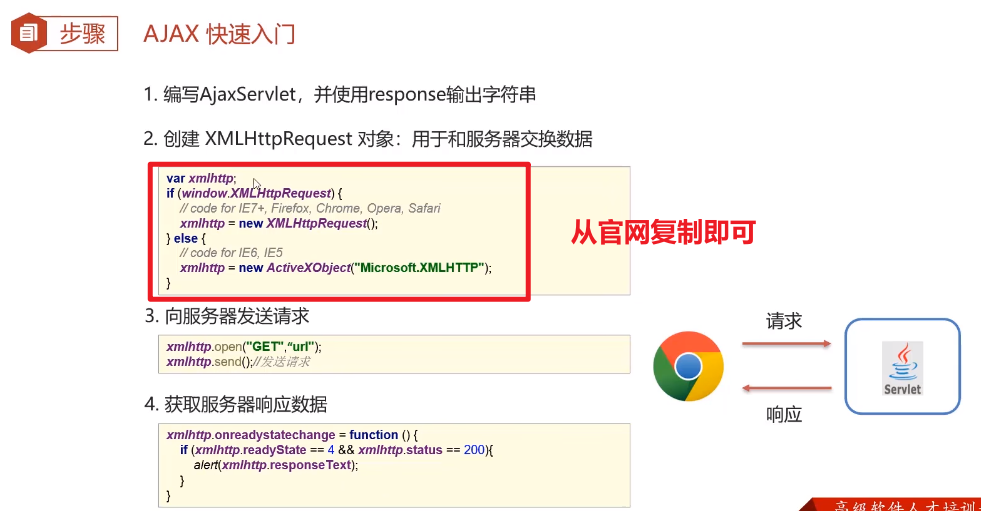 步骤
AJAX 快速入门
1. 编写AjaxServlet，并使用response输出字符串
2. 创建 XMLHttpRequest 对象：用于和服务器交换数据
var xmlhttp;
if (window.XMLHttpRequest) {
// code for IE7+, Firefox, Chrome, Opera, Safari
xmlhttp = new XMLHttpRequest();
} else {
// code for IE6, IE5
xmlhttp = new ActiveXObject("Microsoft.XMLHTTP");
}
从官网复制即可
3. 向服务器发送请求
xmlhttp.open("GET",“url");
xmlhttp.send();//发送请求
请求
Servlet
响应
4. 获取服务器响应数据
xmlhttp.onreadystatechange = function () {
if (xmlhttp.readyState == 4 && xmlhttp.status == 200){
alert(xmlhttp.responseText);
}
}
高级软件人才培训